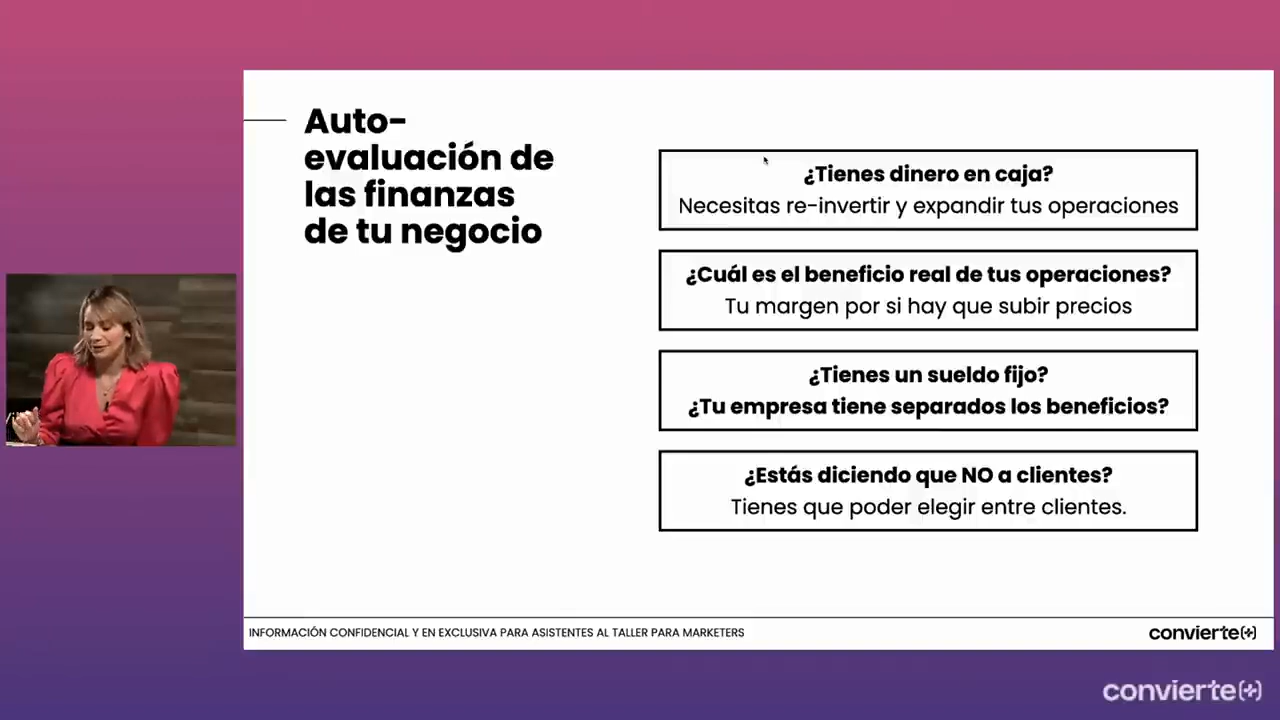 Auto-
evaluación de
las finanzas
de tu negocio
¿Tienes dinero en caja?
Necesitas re-invertir y expandir tus operaciones
¿Cuál es el beneficio real de tus operaciones?
Tu margen por si hay que subir precios
¿Tienes un sueldo fijo?
¿Tu empresa tiene separados los beneficios?
¿Estás diciendo que NO a clientes?
Tienes que poder elegir entre clientes.
INFORMACIÓN CONFIDENCIAL Y EN EXCLUSIVA PARA ASISTENTES AL TALLER PARA MARKETERS
convierte(+)
convierte(+)